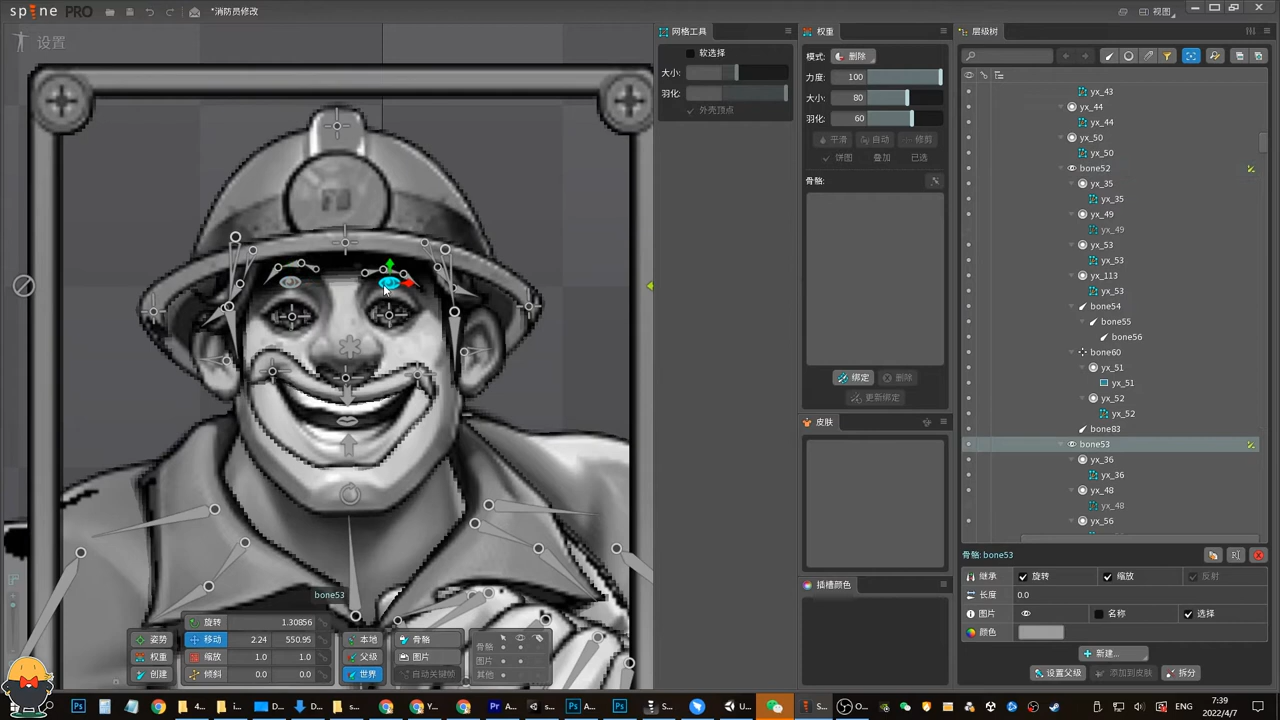 spine PRO
*消防员修改
视图
设置
网格工具
软选择
大小:
羽化:
外壳顶点
权重
模式: 删除
力度: 100
大小: 80
羽化: 60
平滑 自动 修剪
饼图 叠加 已选
骨骼:
绑定 删除
更新绑定
皮肤
插槽颜色
层级树
yx_43
yx_44
yx_44
yx_50
yx_50
bone52
yx_35
yx_35
yx_49
yx_49
yx_53
yx_53
yx_113
yx_53
bone54
bone55
bone56
bone60
yx_51
yx_51
yx_52
yx_52
bone83
bone53
yx_36
yx_36
yx_48
yx_48
yx_56
骨骼: bone53
继承 旋转 缩放 反射
长度 0.0
图片 名称 选择
颜色
新建...
设置父级 添加到皮肤 拆分
bone53
姿势
权重
创建
旋转 1.30856
移动 2.24 550.95
缩放 1.0 1.0
倾斜 0.0 0.0
本地
父级
世界
骨骼
图片
自动关键帧
骨骼
图片
其他
4... i... D... D... s... Y... A... s... A... S... A... U... S... O...
ENG
7:39
2022/4/7